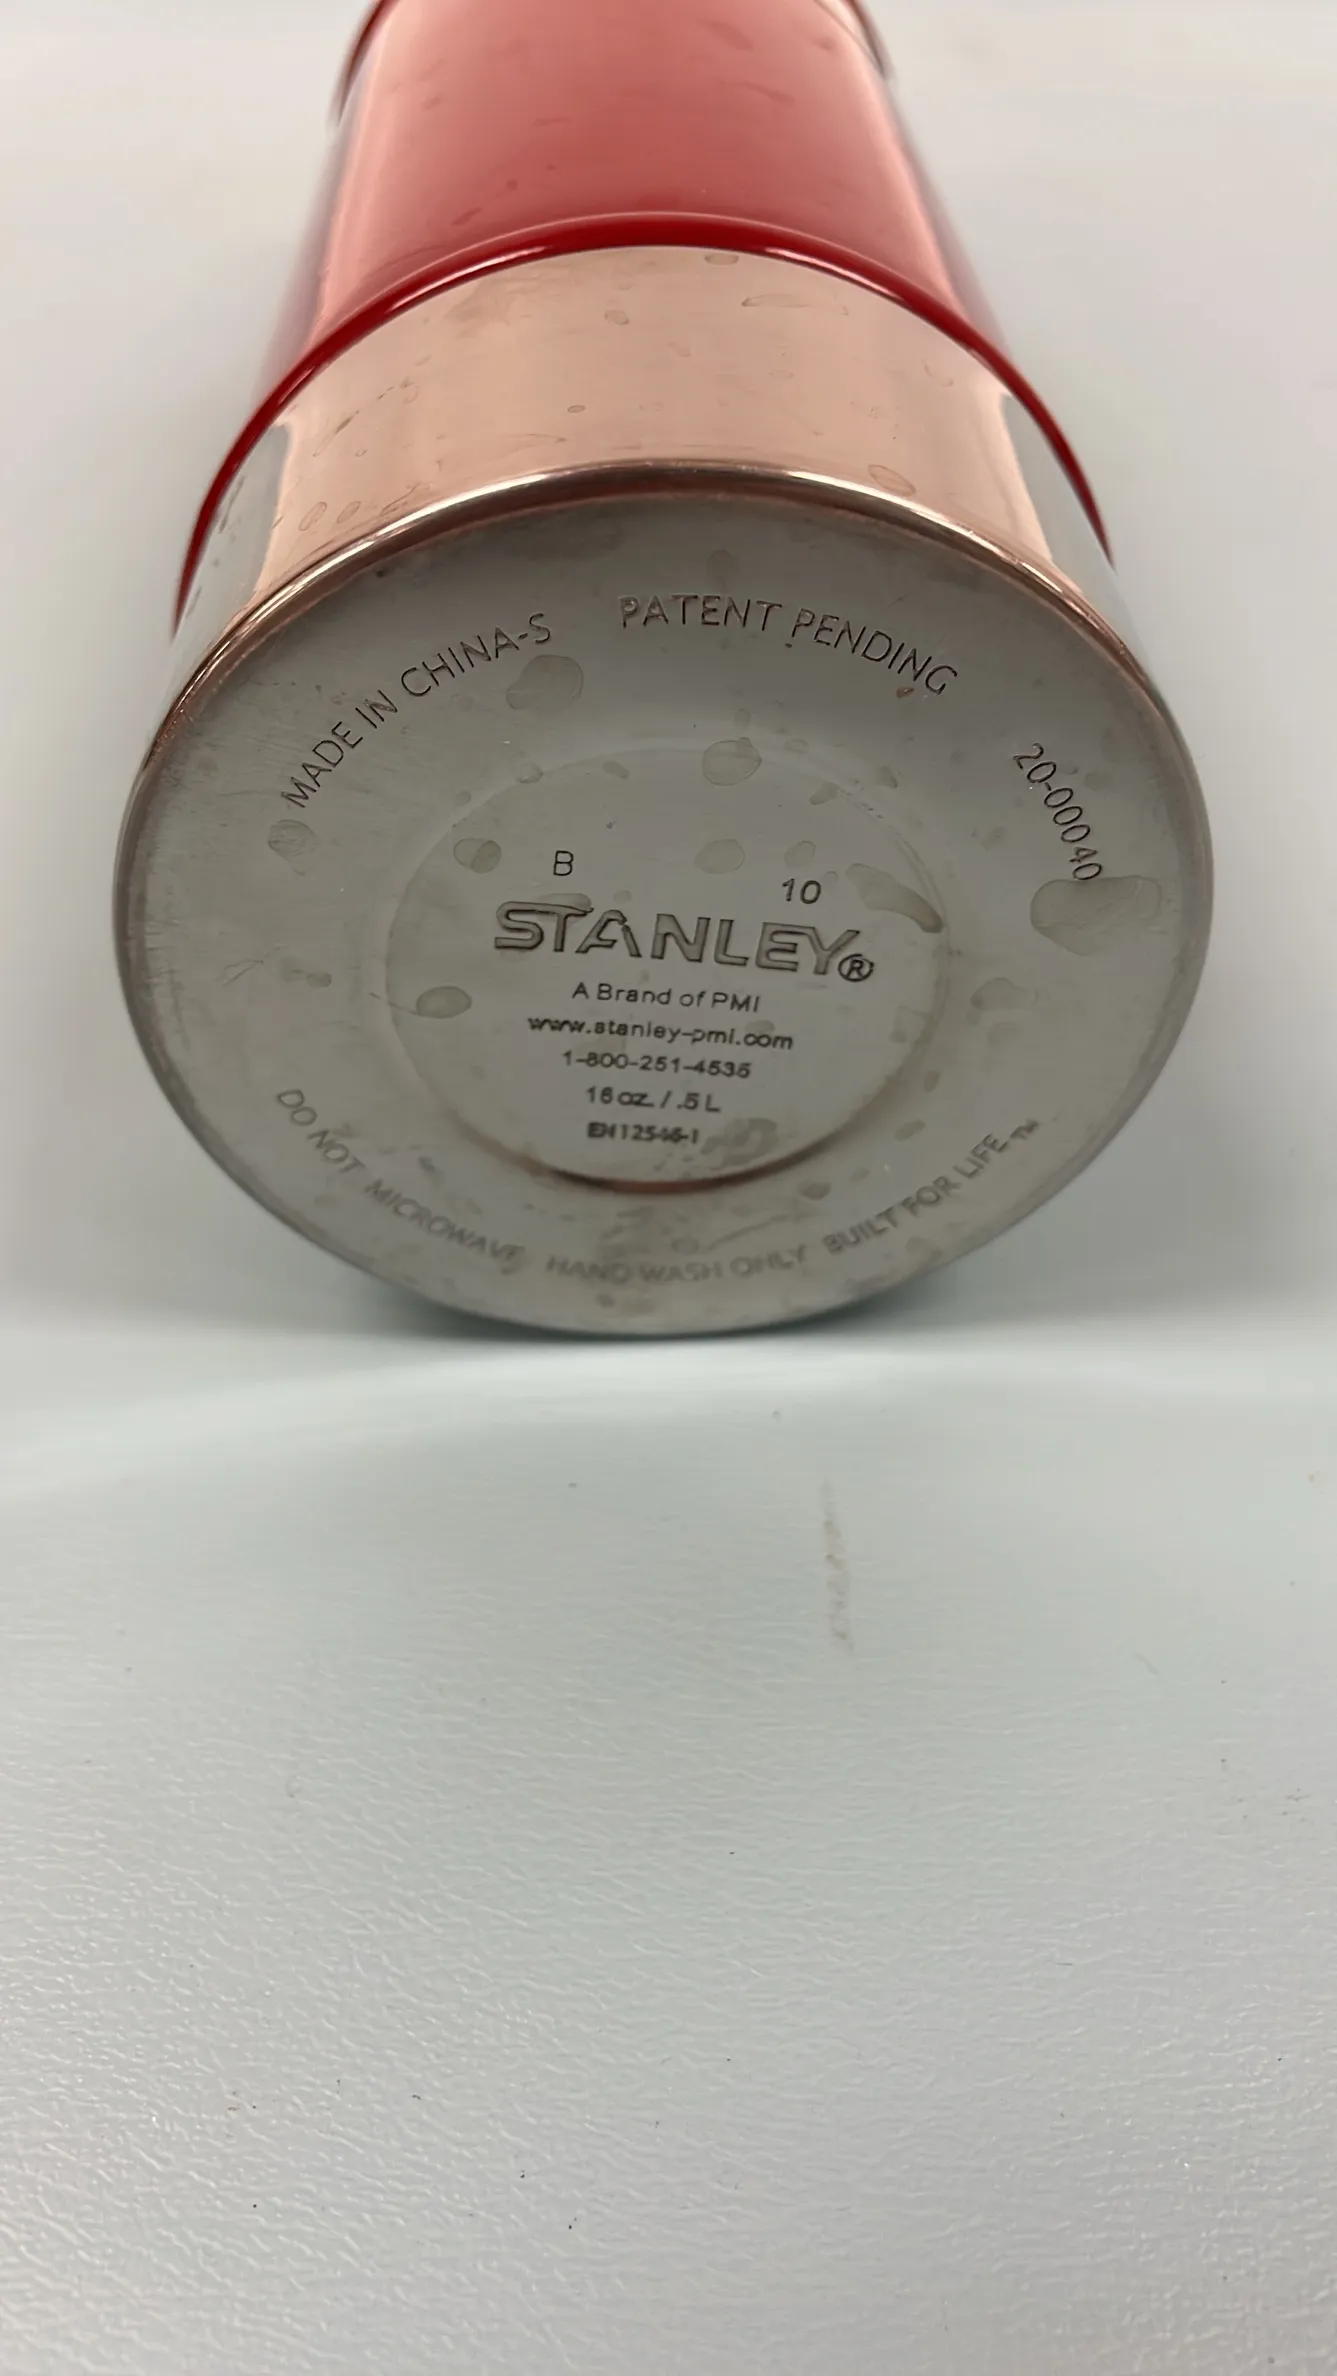 MADE IN CHINA-S
PATENT PENDING
20-00040
B
10
STANLEY®
A Brand of PMI
www.stanley-pmi.com
1-800-251-4535
16 oz. / .5 L
EN12546-1
DO NOT MICROWAVE
HAND WASH ONLY
BUILT FOR LIFE™